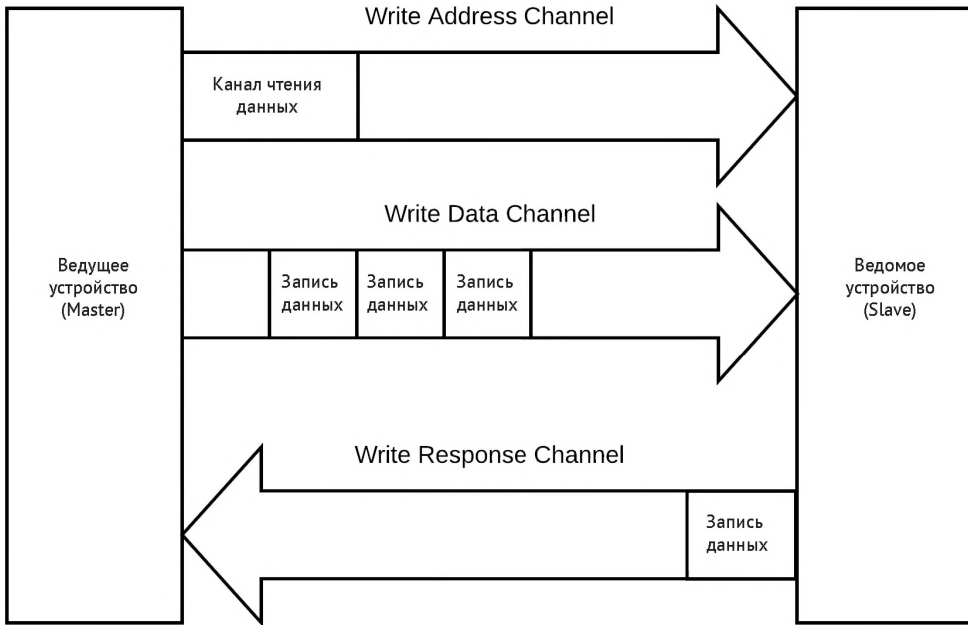 Write Address Channel
Канал чтения
данных
Write Data Channel
Ведущее
устройство
(Master)
Запись
данных
Запись
данных
Запись
данных
Ведомое
устройство
(Slave)
Write Response Channel
Запись
данных